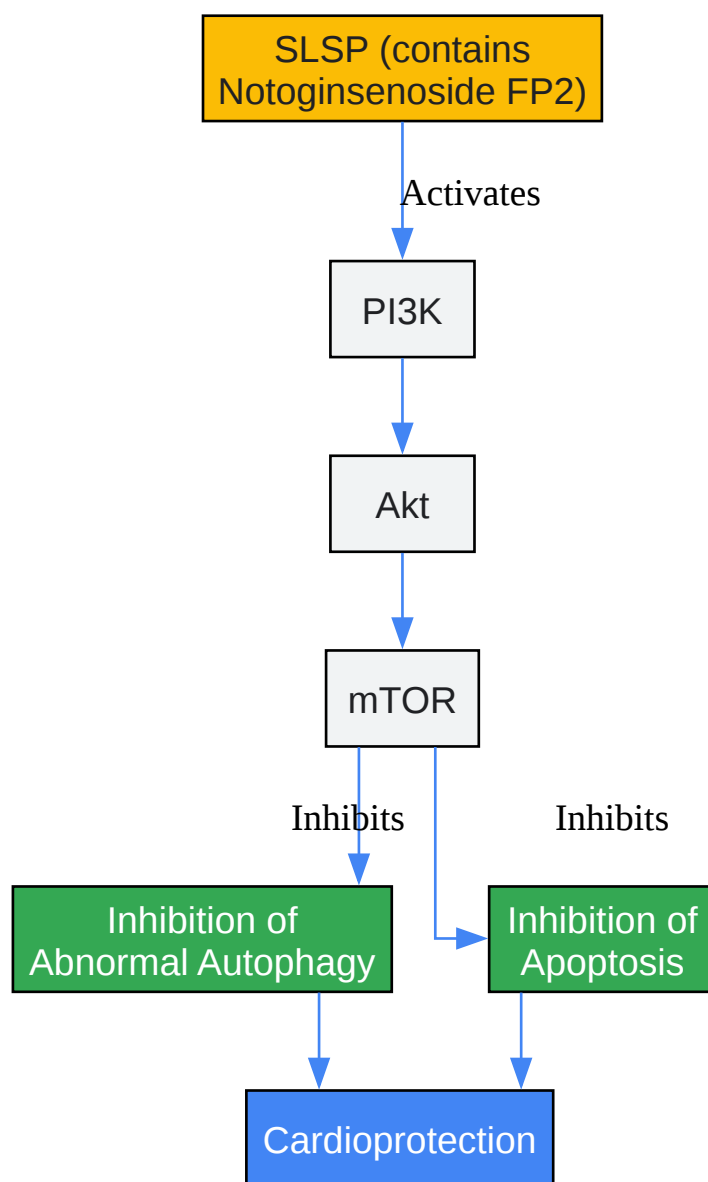 SLSP (contains
Notoginsenoside FP2)
Activates
PI3K
Akt
mTOR
Inhibits
Inhibits
Inhibition of
Abnormal Autophagy
Inhibition of
Apoptosis
Cardioprotection